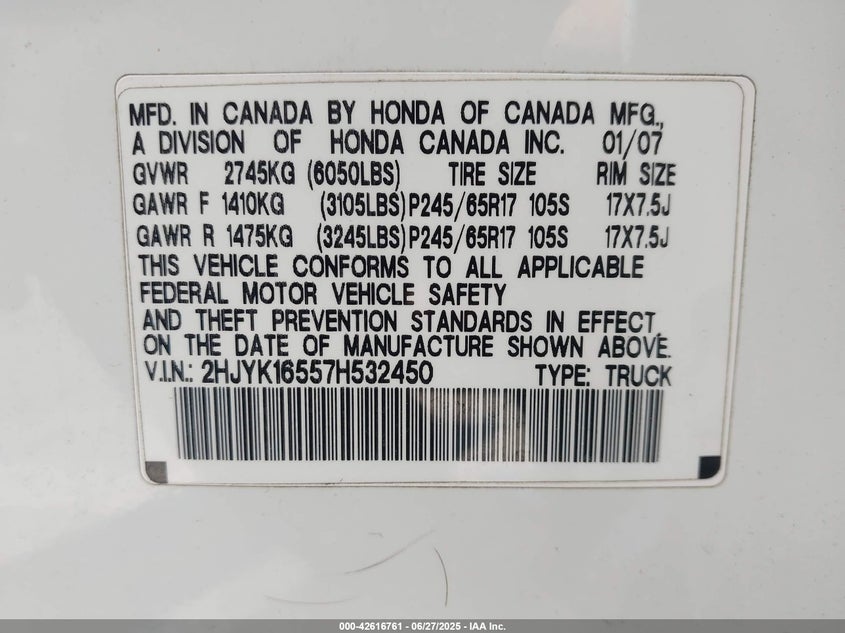 MFD. IN CANADA BY HONDA OF CANADA MFG.,
A DIVISION OF HONDA CANADA INC. 01/07
GVWR 2745KG (6050LBS) TIRE SIZE RIM SIZE
GAWR F 1410KG (3105LBS) P245/65R17 105S 17X7.5J
GAWR R 1475KG (3245LBS) P245/65R17 105S 17X7.5J
THIS VEHICLE CONFORMS TO ALL APPLICABLE
FEDERAL MOTOR VEHICLE SAFETY
AND THEFT PREVENTION STANDARDS IN EFFECT
ON THE DATE OF MANUFACTURE SHOWN ABOVE.
V.I.N.: 2HJYK16557H532450 TYPE: TRUCK
000-42616761 - 06/27/2025 - IAA Inc.